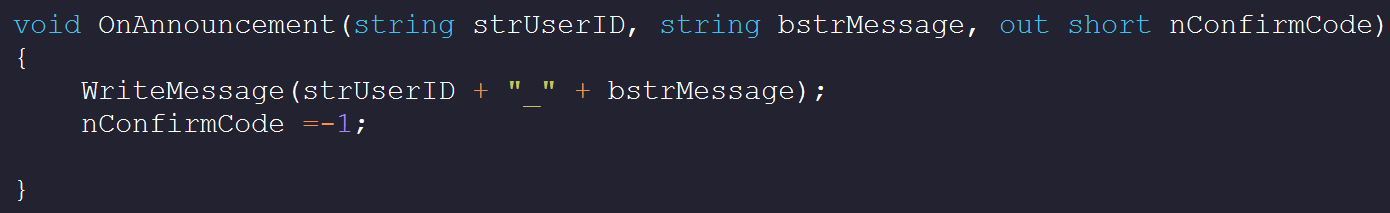 void OnAnnouncement(string strUserID, string bstrMessage, out short nConfirmCode)
{
    WriteMessage(strUserID + "_" + bstrMessage);
    nConfirmCode =-1;

}